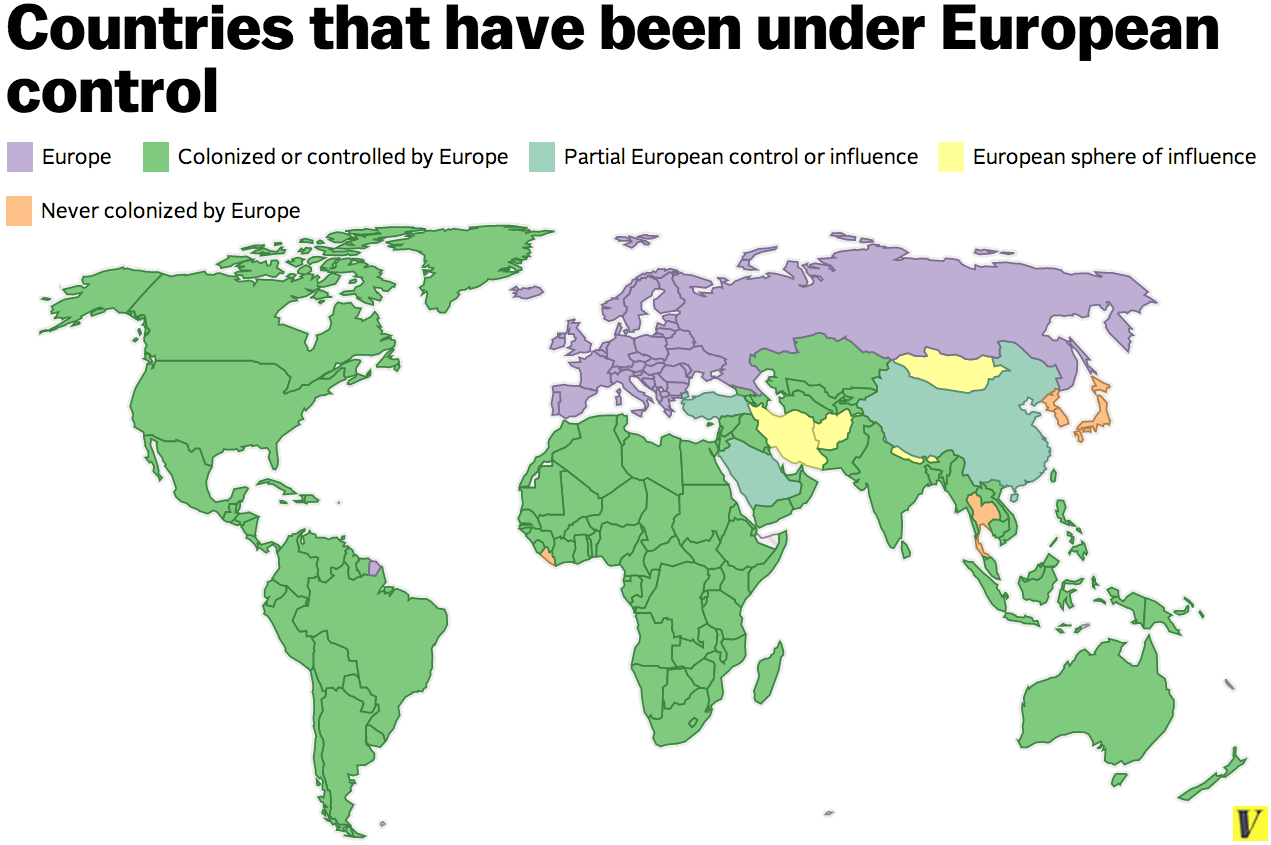 Countries that have been under European
control
Europe
Colonized or controlled by Europe
Partial European control or influence
European sphere of influence
Never colonized by Europe
V